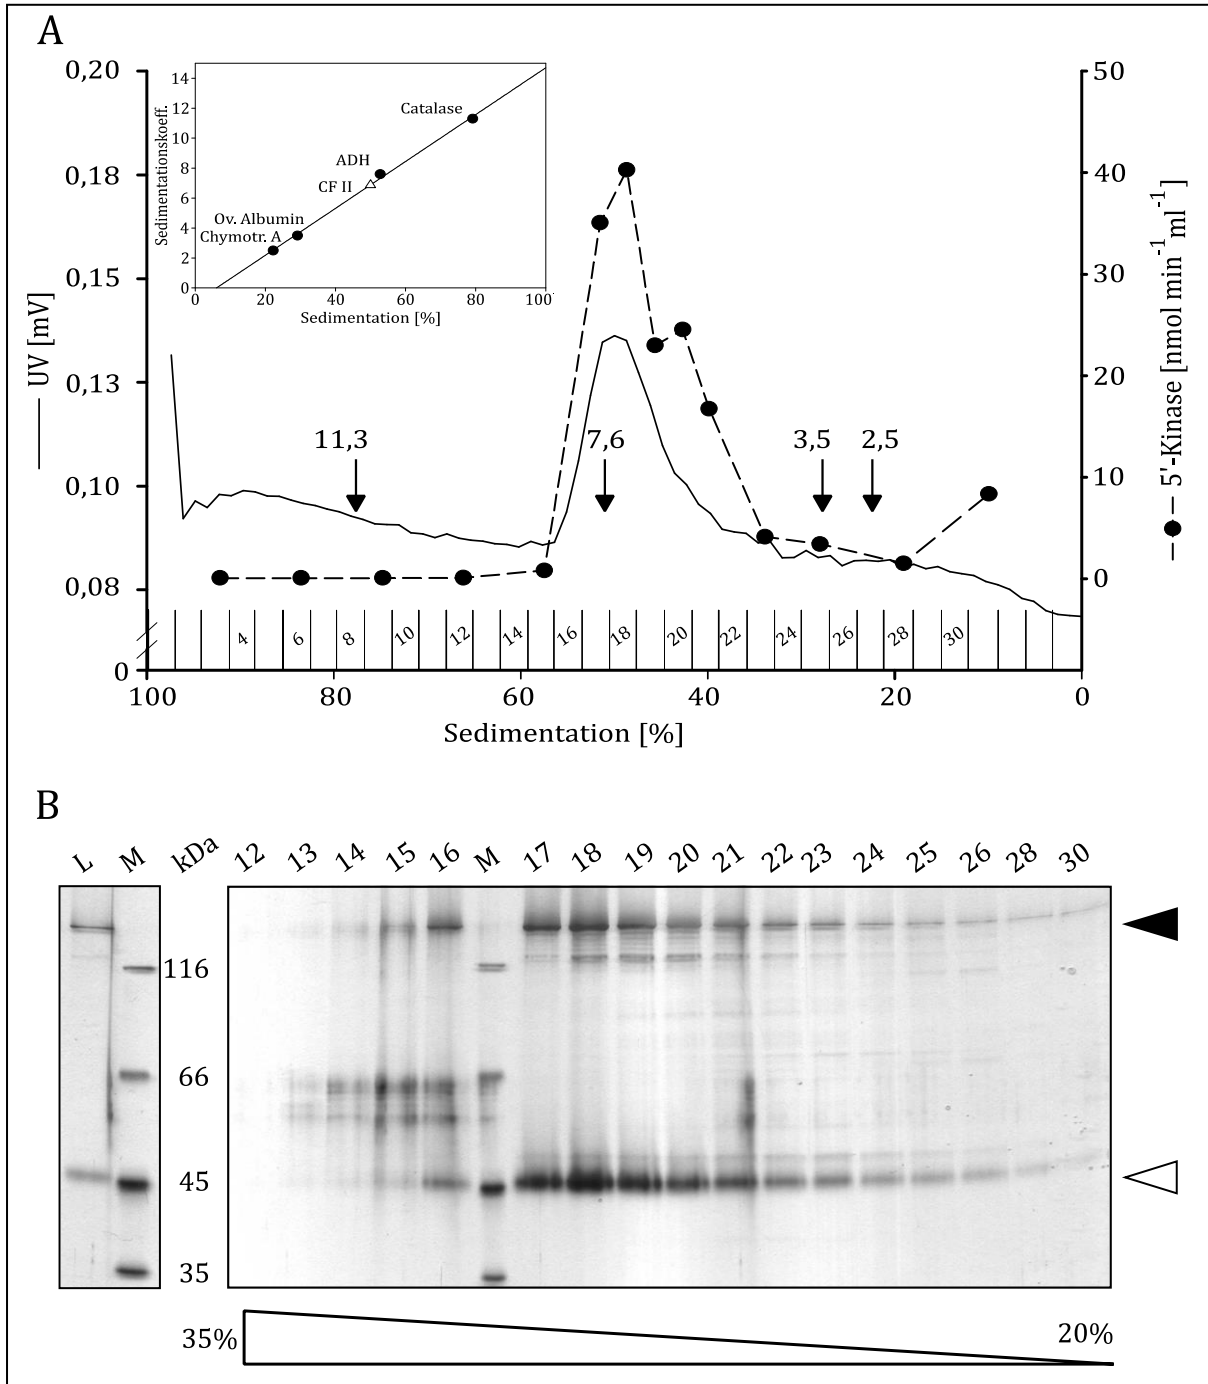 A
0,20
0,18
0,15
0,13
0,10
0,08
0
UV [mV]
14
12
10
8
6
4
2
0
Sedimentationskoeff.
Catalase
ADH
CF II
Ov. Albumin
Chymotr. A
0 20 40 60 80 100
Sedimentation [%]
50
40
30
20
10
0
5'-Kinase [nmol min-1ml-1]
11,3 7,6 3,5 2,5
4 6 8 10 12 14 16 18 20 22 24 26 28 30
100 80 60 40 20 0
Sedimentation [%]
B
L M kDa 12 13 14 15 16 M 17 18 19 20 21 22 23 24 25 26 28 30
116
66
45
35
35% 20%